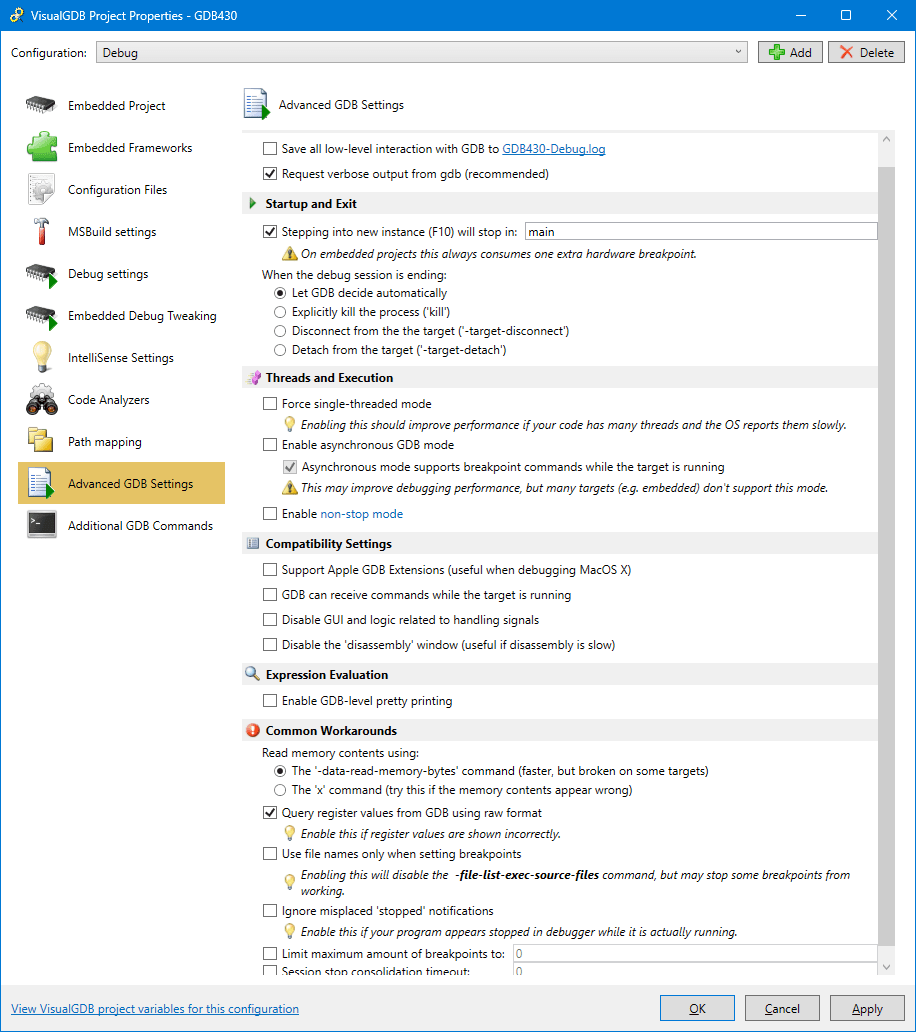 VisualGDB Project Properties - GDB430
Configuration: Debug Add Delete
Embedded Project
Embedded Frameworks
Configuration Files
MSBuild settings
Debug settings
Embedded Debug Tweaking
IntelliSense Settings
Code Analyzers
Path mapping
Advanced GDB Settings
Additional GDB Commands
Advanced GDB Settings
Save all low-level interaction with GDB to GDB430-Debug.log
Request verbose output from gdb (recommended)
Startup and Exit
Stepping into new instance (F10) will stop in: main
On embedded projects this always consumes one extra hardware breakpoint.
When the debug session is ending:
Let GDB decide automatically
Explicitly kill the process ('kill')
Disconnect from the the target ('-target-disconnect')
Detach from the target ('-target-detach')
Threads and Execution
Force single-threaded mode
Enabling this should improve performance if your code has many threads and the OS reports them slowly.
Enable asynchronous GDB mode
Asynchronous mode supports breakpoint commands while the target is running
This may improve debugging performance, but many targets (e.g. embedded) don't support this mode.
Enable non-stop mode
Compatibility Settings
Support Apple GDB Extensions (useful when debugging MacOS X)
GDB can receive commands while the target is running
Disable GUI and logic related to handling signals
Disable the 'disassembly' window (useful if disassembly is slow)
Expression Evaluation
Enable GDB-level pretty printing
Common Workarounds
Read memory contents using:
The '-data-read-memory-bytes' command (faster, but broken on some targets)
The 'x' command (try this if the memory contents appear wrong)
Query register values from GDB using raw format
Enable this if register values are shown incorrectly.
Use file names only when setting breakpoints
Enabling this will disable the -file-list-exec-source-files command, but may stop some breakpoints from
working.
Ignore misplaced 'stopped' notifications
Enable this if your program appears stopped in debugger while it is actually running.
Limit maximum amount of breakpoints to: 0
Session stop consolidation timeout: 0
View VisualGDB project variables for this configuration
OK Cancel Apply